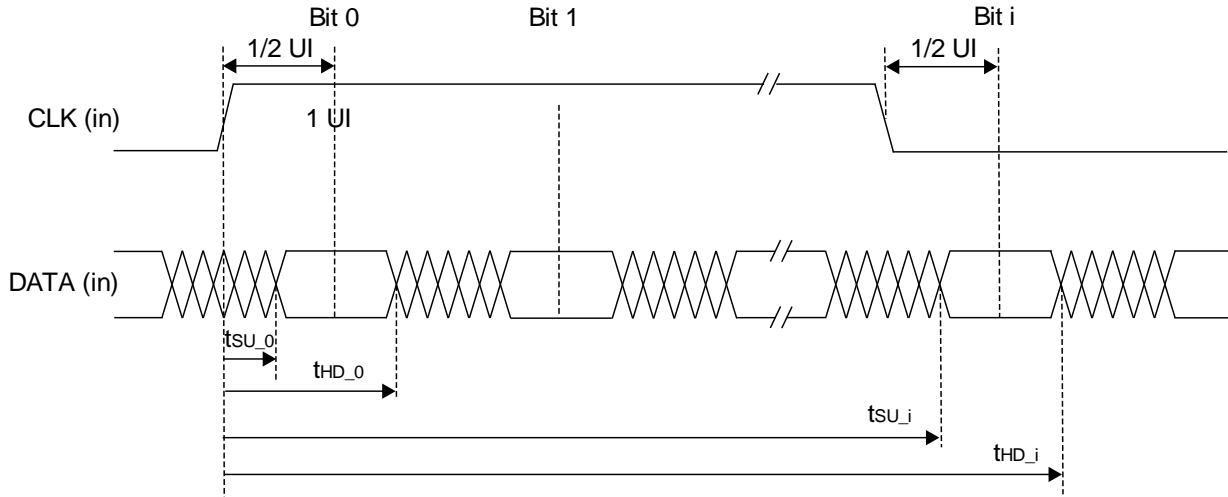 Bit 0 Bit 1 Bit i
1/2 UI 1/2 UI
CLK (in) 1 UI
DATA (in)
tSU_0
tHD_0
tSU_i
tHD_i